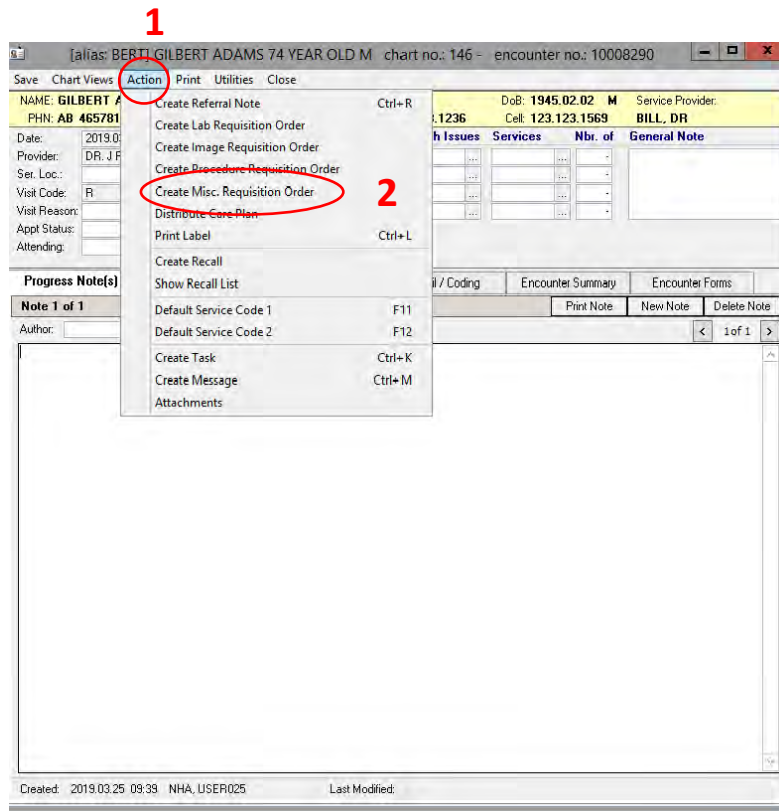 1
[alias: BERT] GILBERT ADAMS 74 YEAR OLD M chart no.: 146 - encounter no.: 10008290
Save Chart Views Action Print Utilities Close
NAME: GILBERT A DoB: 1945.02.02 M Service Provider:
PHN: AB 465781 .1236 Cell: 123.123.1569 BILL, DR
Date: 2019.0 h Issues Services Nbr. of General Note
Provider: DR. J
Ser. Loc.:
Visit Code: R
Visit Reason:
Appt Status:
Attending:
Create Referral Note Ctrl+R
Create Lab Requisition Order
Create Image Requisition Order
Create Procedure Requisition Order
Create Misc. Requisition Order 2
Distribute Care Plan
Print Label Ctrl+L
Create Recall
Show Recall List
Default Service Code 1 F11
Default Service Code 2 F12
Create Task Ctrl+K
Create Message Ctrl+M
Attachments
Progress Note(s) il / Coding Encounter Summary Encounter Forms
Note 1 of 1 Print Note New Note Delete Note
Author: < 1of1 >
Created: 2019.03.25 09:39 NHA, USER025 Last Modified: